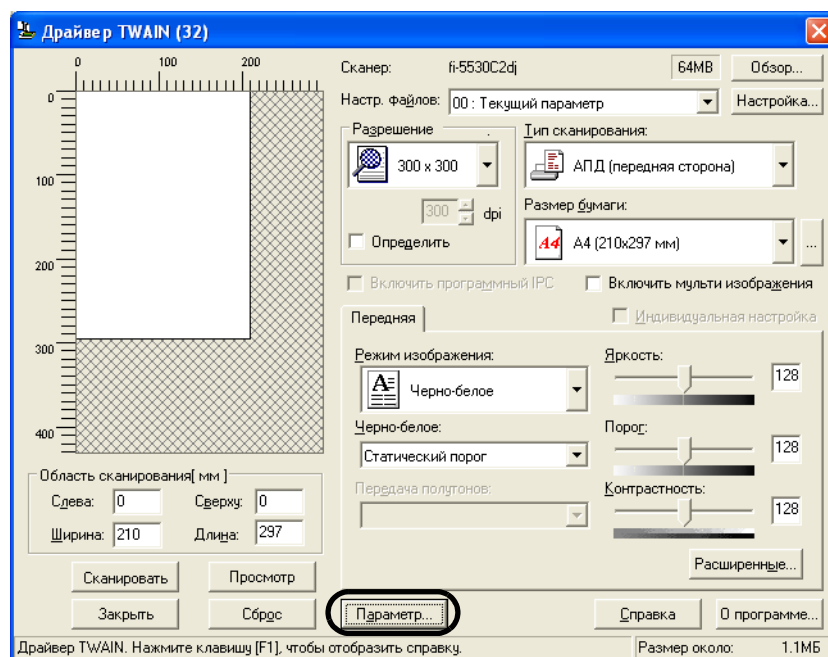 Драйвер TWAIN (32)
0 100 200
0
100
200
300
400
Сканер: fi-5530C2dj 64MB Обзор...
Настр. файлов: 00 : Текущий параметр Настройка...
Разрешение
300 x 300
300 dpi
Определить
Тип сканирования:
АПД (передняя сторона)
Размер бумаги:
A4 A4 (210x297 мм) ...
Включить программный IPC Включить мульти изображения
Передняя Индивидуальная настройка
Режим изображения:
Черно-белое
Черно-белое:
Статический порог
Передача полутонов:
Яркость:
128
Порог:
128
Контрастность:
128
Расширенные...
Область сканирования[ мм ]
Слева: 0 Сверху: 0
Ширина: 210 Длина: 297
Сканировать Просмотр
Закрыть Сброс Параметр... Справка О программе...
Драйвер TWAIN. Нажмите клавишу [F1], чтобы отобразить справку. Размер около: 1.1МБ